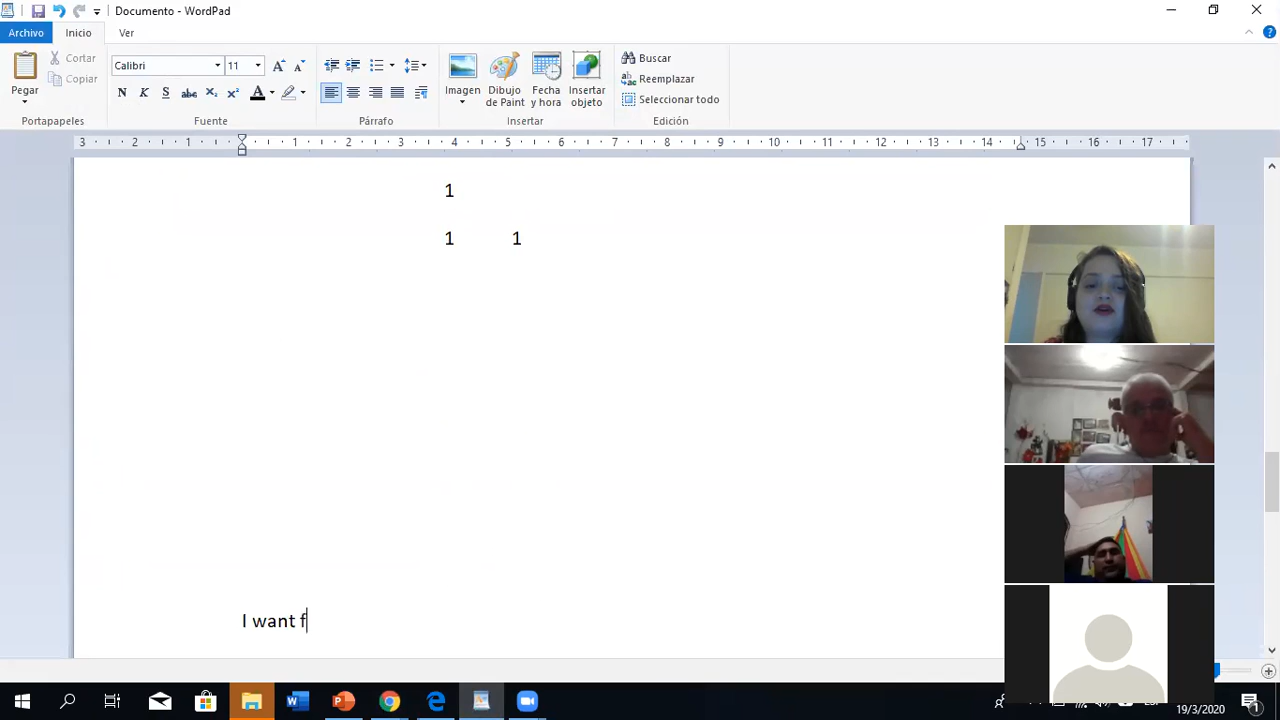 Documento - WordPad
Archivo Inicio Ver
Pegar
Cortar
Copiar
Portapapeles
Calibri 11
N K S abc X₂ X² A
Fuente
Párrafo
Imagen
Dibujo de Paint
Fecha y hora
Insertar objeto
Insertar
Buscar
Reemplazar
Seleccionar todo
Edición
3 2 1 1 2 3 4 5 6 7 8 9 10 11 12 13 14 15 16 17
1
1 1
I want f
19/3/2020